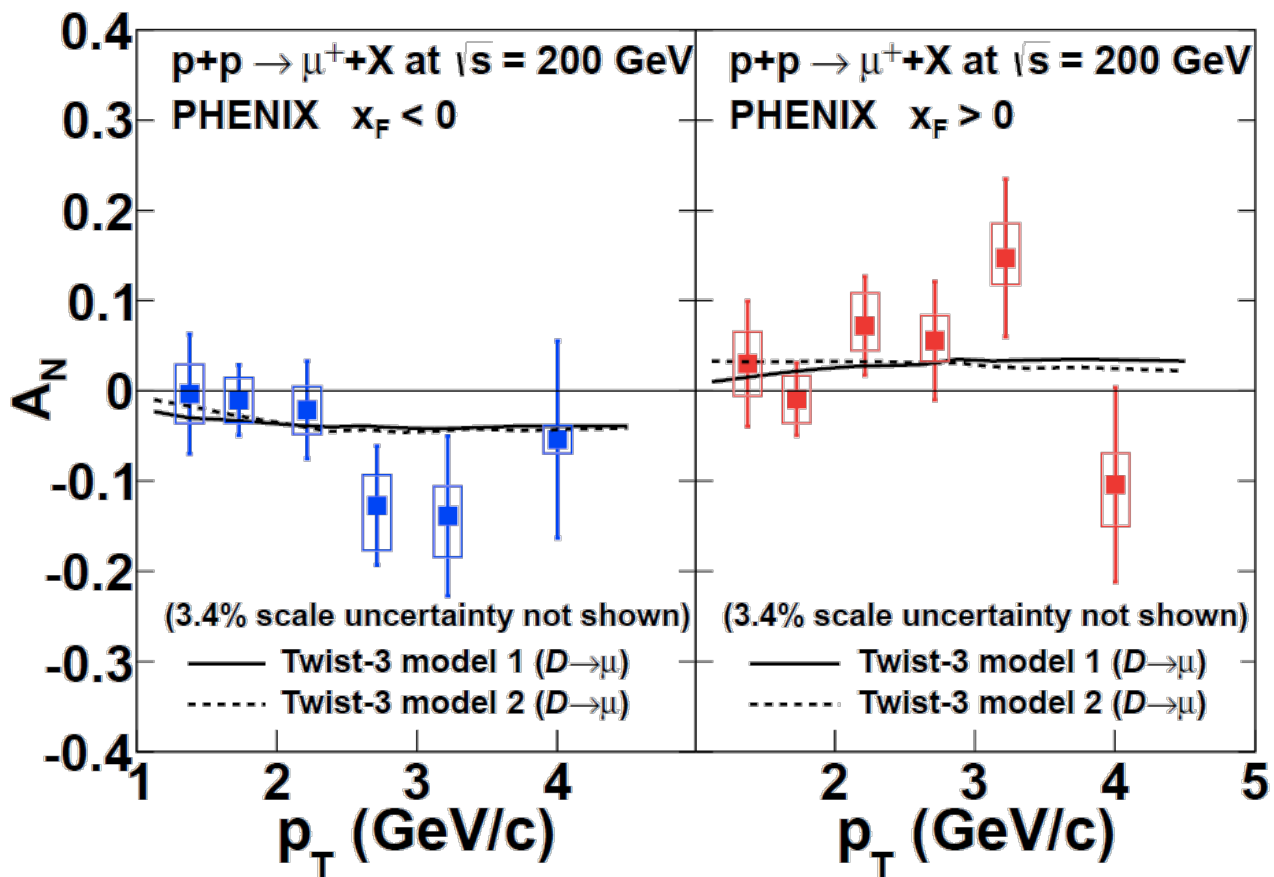 p+p → μ⁺+X at √s = 200 GeV
PHENIX x_F < 0
(3.4% scale uncertainty not shown)
Twist-3 model 1 (D→μ)
Twist-3 model 2 (D→μ)
p+p → μ⁺+X at √s = 200 GeV
PHENIX x_F > 0
(3.4% scale uncertainty not shown)
Twist-3 model 1 (D→μ)
Twist-3 model 2 (D→μ)
A_N
0.4
0.3
0.2
0.1
0
-0.1
-0.2
-0.3
-0.4
1 2 3 4
2 3 4 5
p_T (GeV/c)
p_T (GeV/c)